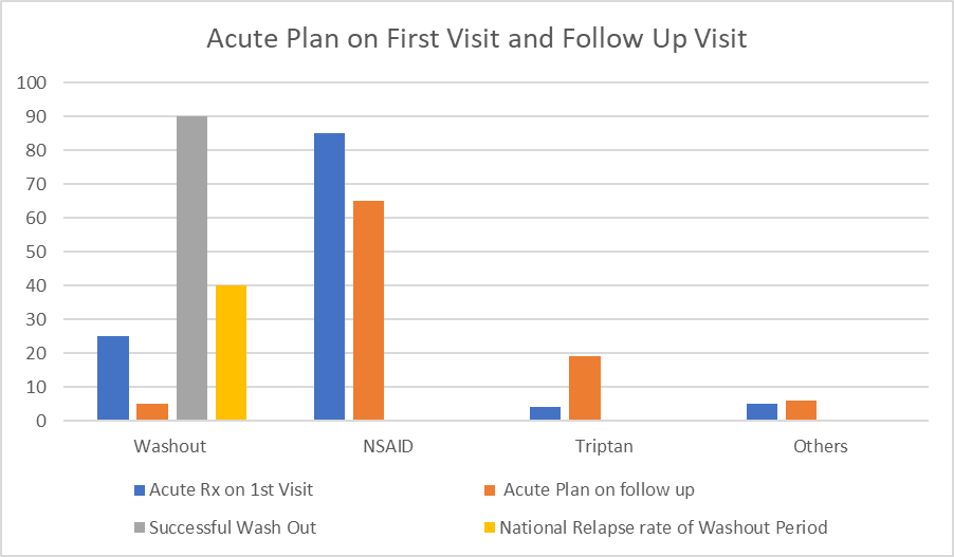 Acute Plan on First Visit and Follow Up Visit
100
90
80
70
60
50
40
30
20
10
0
Washout NSAID Triptan Others
Acute Rx on 1st Visit Acute Plan on follow up
Successful Wash Out National Relapse rate of Washout Period